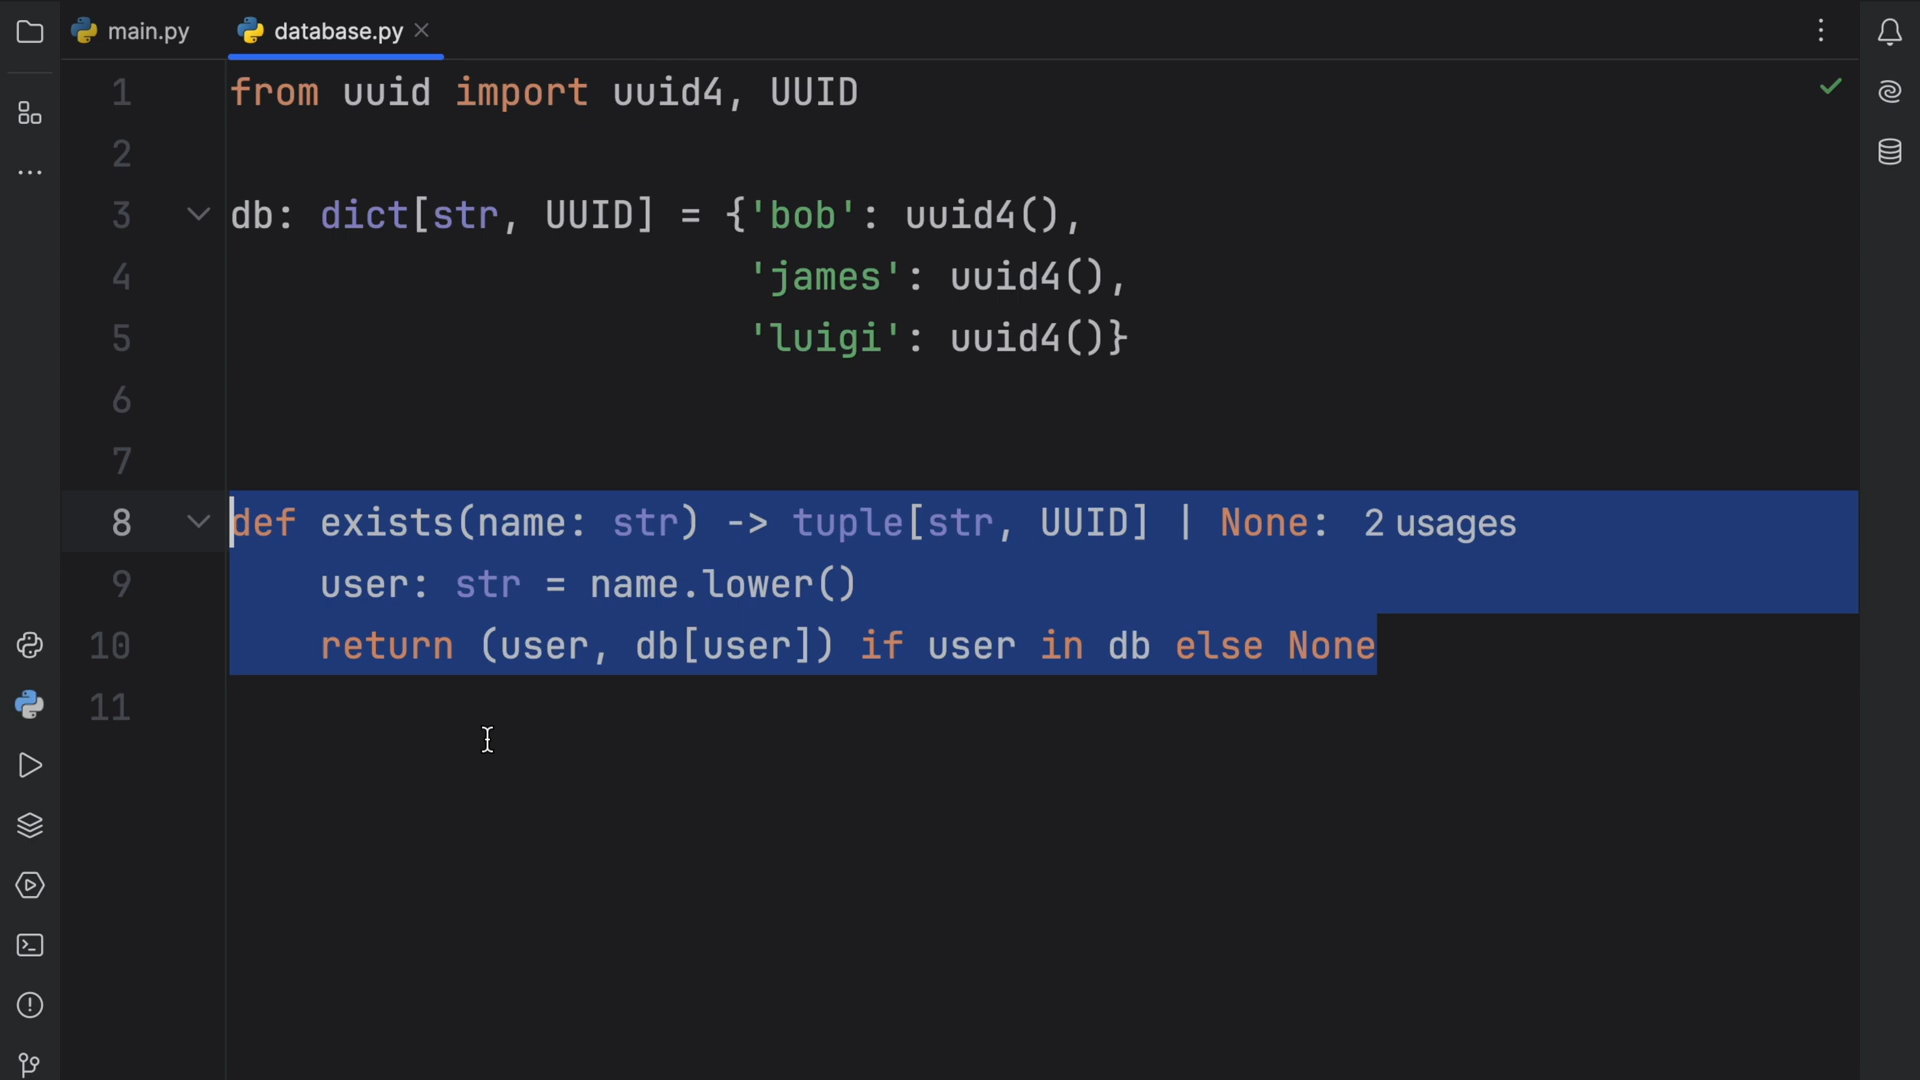 main.py
database.py
1 from uuid import uuid4, UUID
2
3 db: dict[str, UUID] = {'bob': uuid4(),
4 'james': uuid4(),
5 'luigi': uuid4()}
6
7
8 def exists(name: str) -> tuple[str, UUID] | None: 2 usages
9 user: str = name.lower()
10 return (user, db[user]) if user in db else None
11